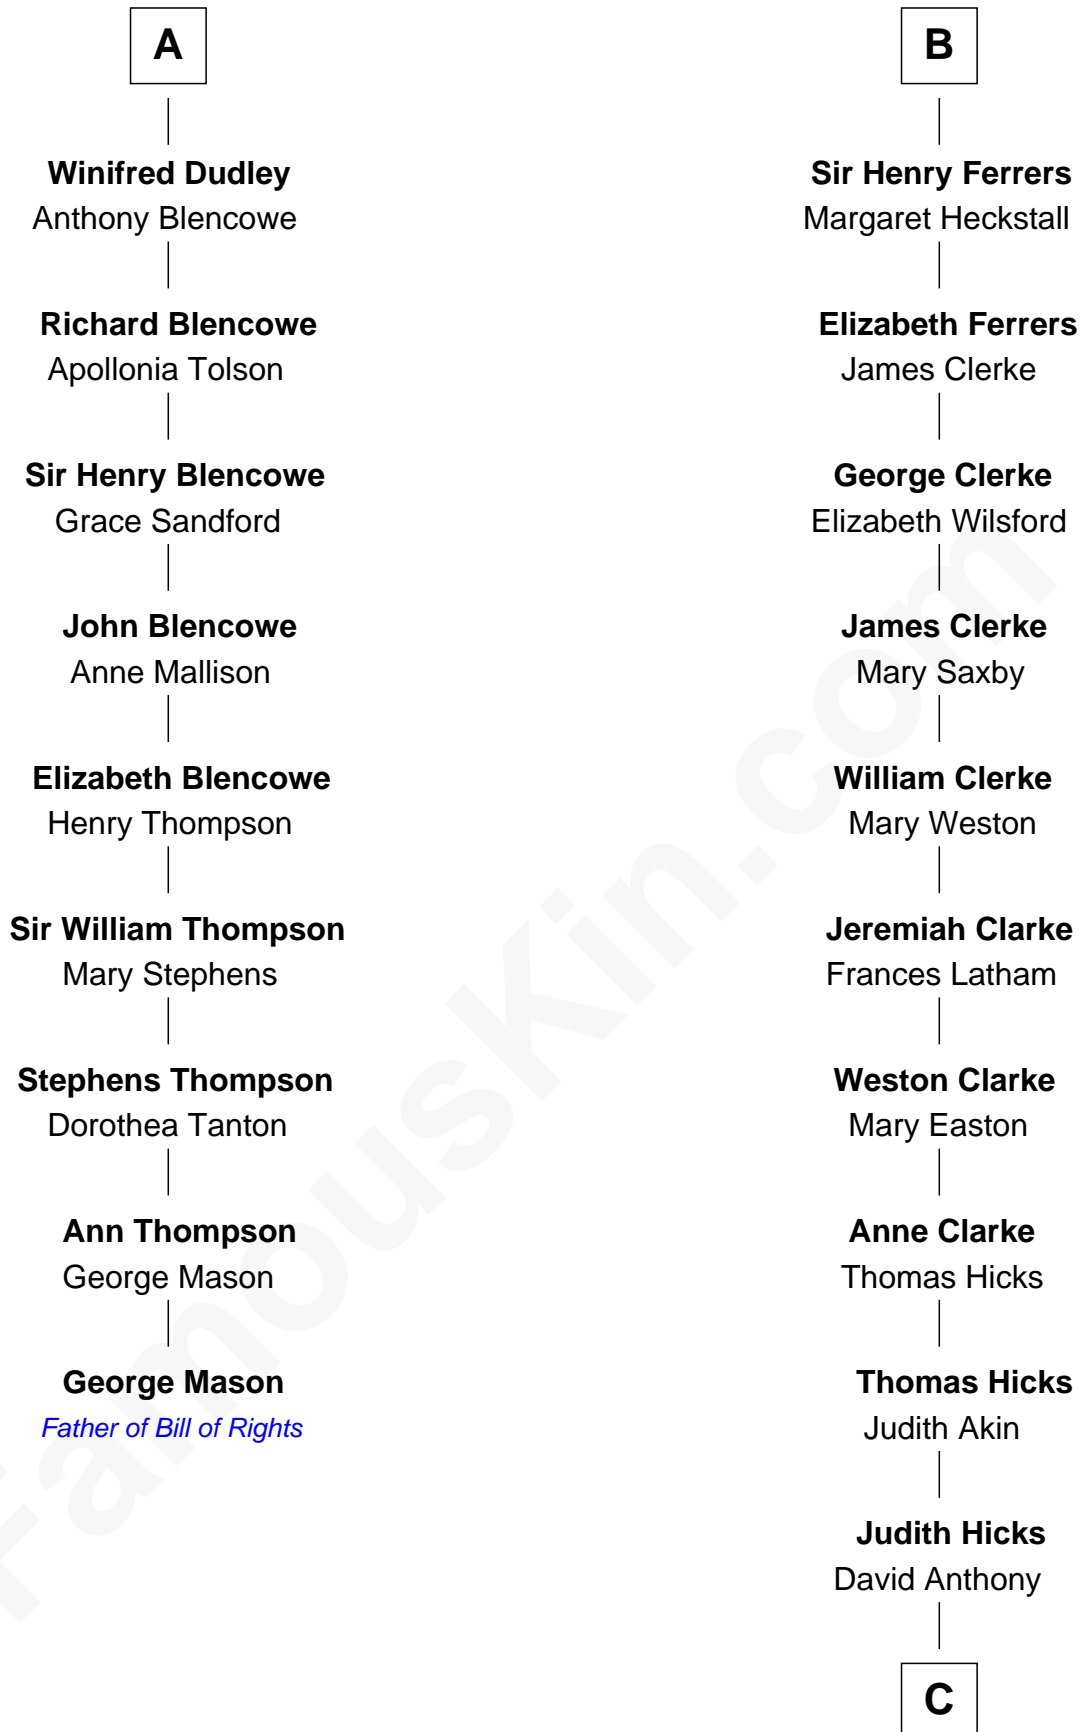 A
Winifred Dudley
Anthony Blencowe
Richard Blencowe
Apollonia Tolson
Sir Henry Blencowe
Grace Sandford
John Blencowe
Anne Mallison
Elizabeth Blencowe
Henry Thompson
Sir William Thompson
Mary Stephens
Stephens Thompson
Dorothea Tanton
Ann Thompson
George Mason
George Mason
Father of Bill of Rights
B
Sir Henry Ferrers
Margaret Heckstall
Elizabeth Ferrers
James Clerke
George Clerke
Elizabeth Wilsford
James Clerke
Mary Saxby
William Clerke
Mary Weston
Jeremiah Clarke
Frances Latham
Weston Clarke
Mary Easton
Anne Clarke
Thomas Hicks
Thomas Hicks
Judith Akin
Judith Hicks
David Anthony
C
FamousKin.com